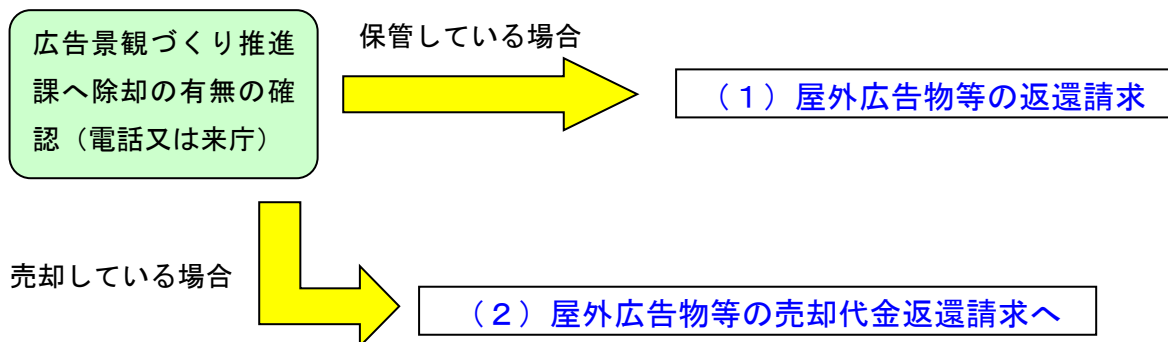 広告景観づくり推進
課へ除却の有無の確
認（電話又は来庁）
保管している場合
（１）屋外広告物等の返還請求
売却している場合
（２）屋外広告物等の売却代金返還請求へ